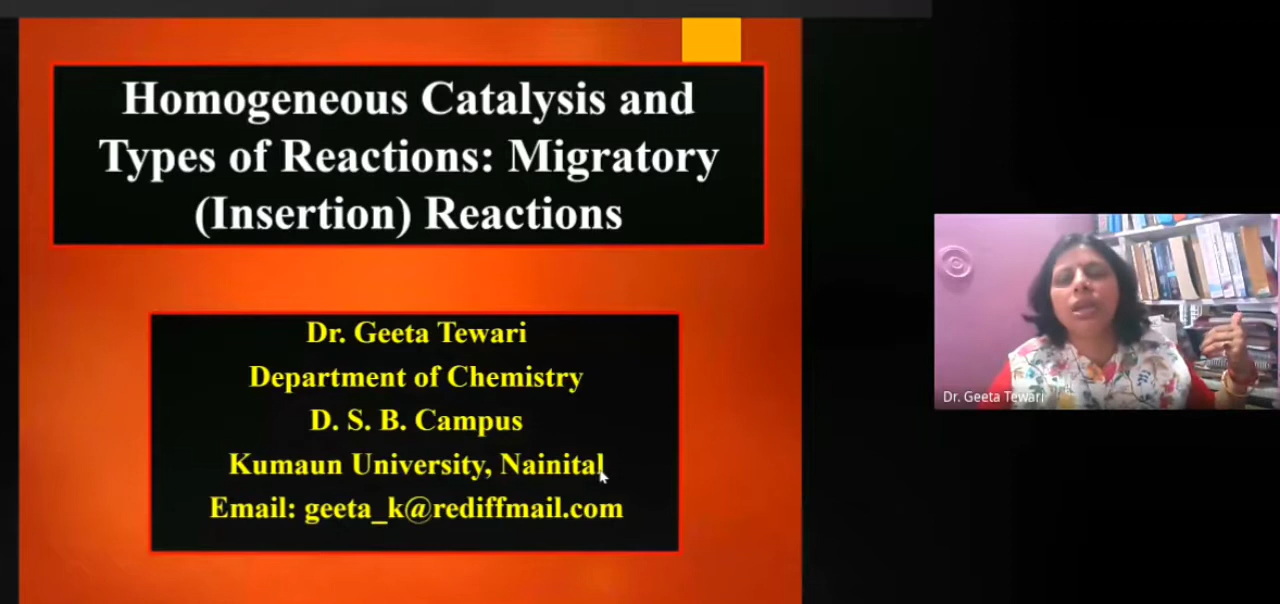 Homogeneous Catalysis and
Types of Reactions: Migratory
(Insertion) Reactions
Dr. Geeta Tewari
Department of Chemistry
D. S. B. Campus
Kumaun University, Nainital
Email: geeta_k@rediffmail.com
Dr. Geeta Tewari